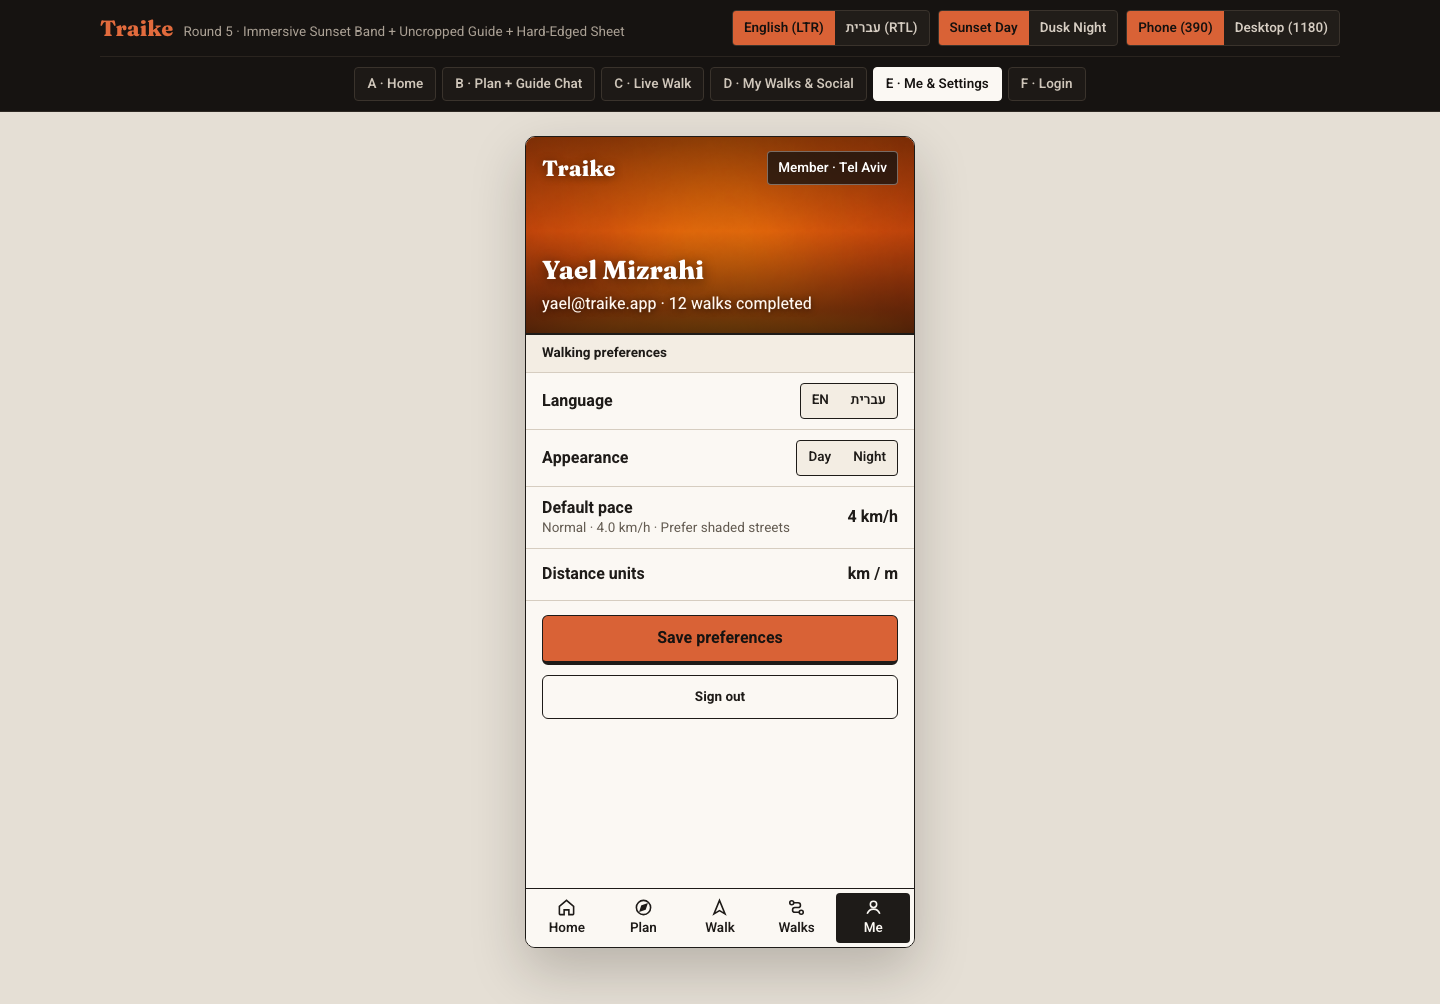 Traike Round 5 · Immersive Sunset Band + Uncropped Guide + Hard-Edged Sheet
English (LTR) עברית (RTL) Sunset Day Dusk Night Phone (390) Desktop (1180)
A · Home B · Plan + Guide Chat C · Live Walk D · My Walks & Social E · Me & Settings F · Login
Traike Member · Tel Aviv
Yael Mizrahi
yael@traike.app · 12 walks completed
Walking preferences
Language EN עברית
Appearance Day Night
Default pace
Normal · 4.0 km/h · Prefer shaded streets
4 km/h
Distance units km / m
Save preferences
Sign out
Home Plan Walk Walks Me